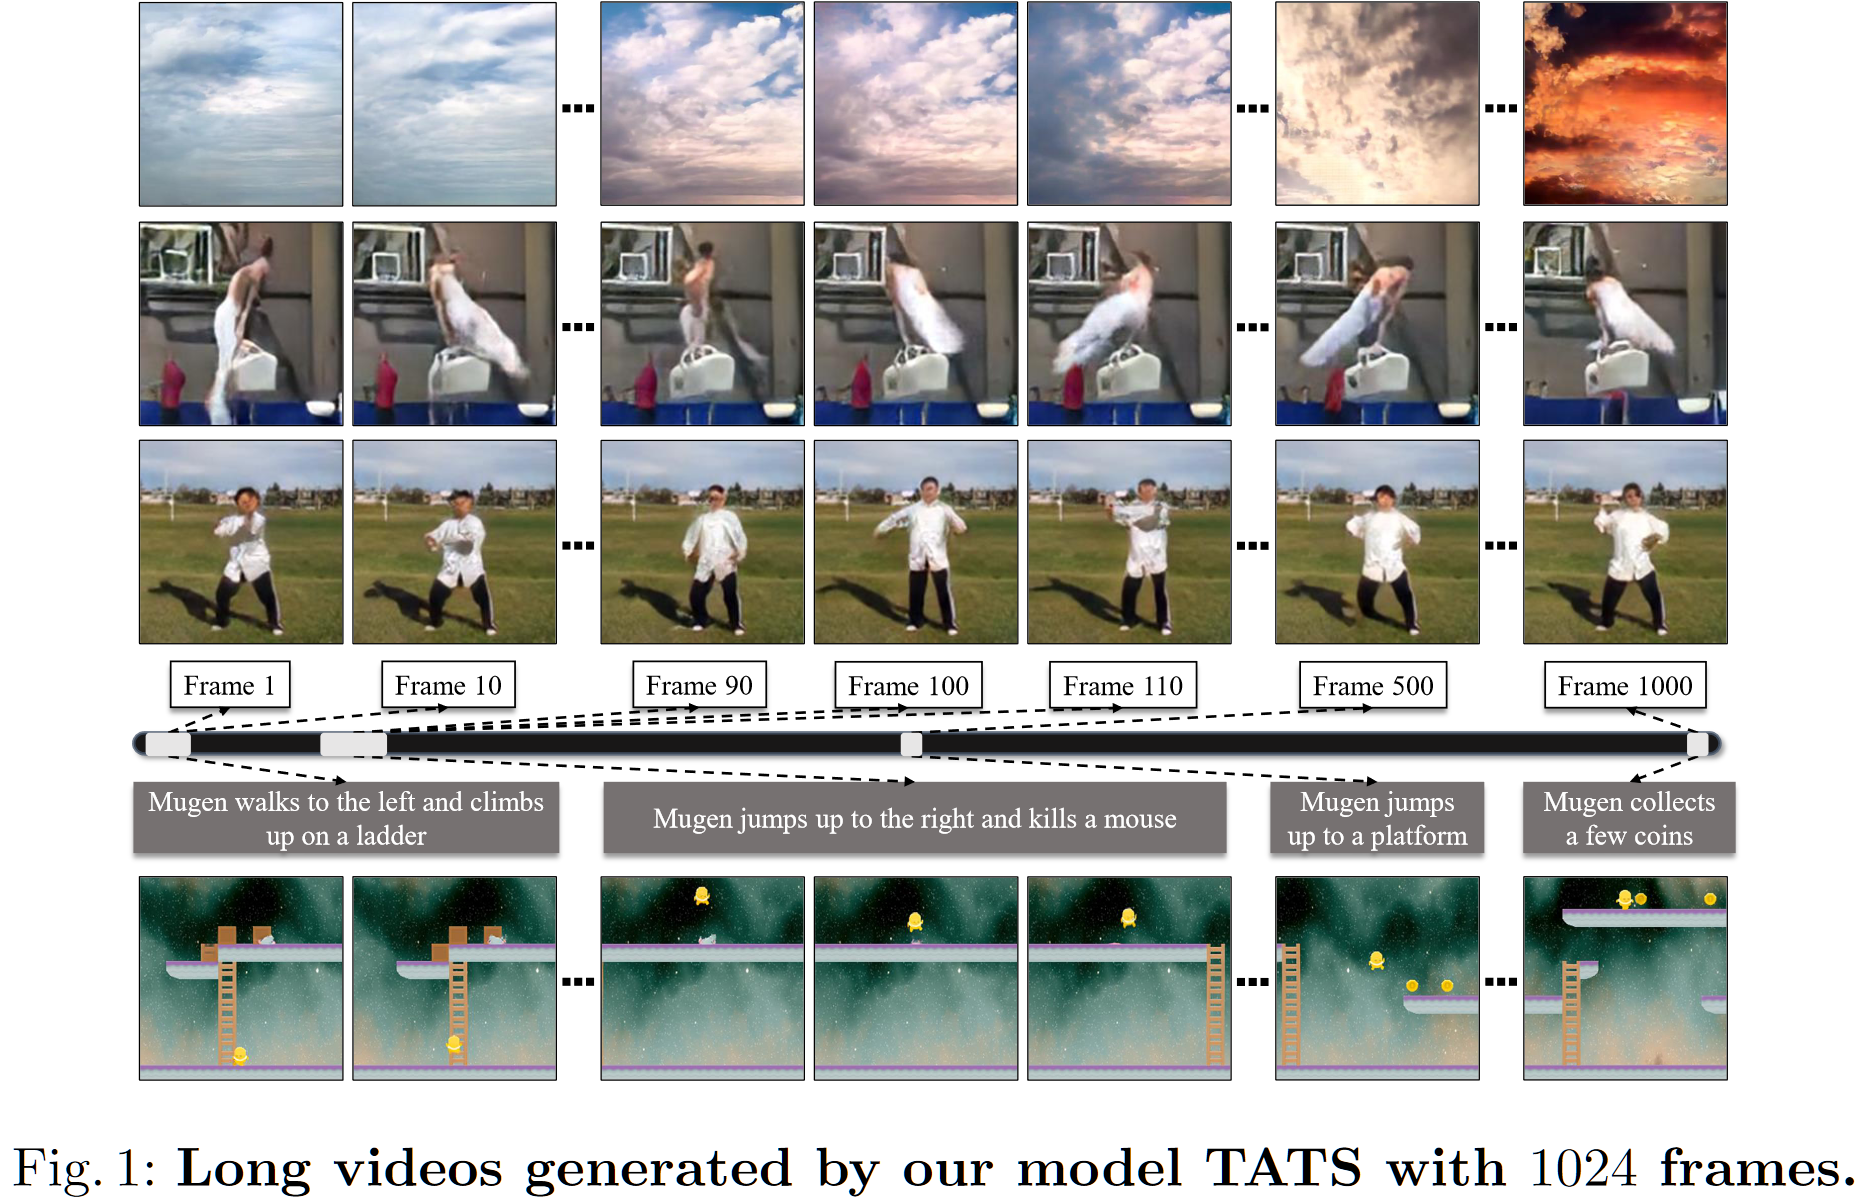 Frame 1
Frame 10
Frame 90
Frame 100
Frame 110
Frame 500
Frame 1000
Mugen walks to the left and climbs
up on a ladder
Mugen jumps up to the right and kills a mouse
Mugen jumps
up to a platform
Mugen collects
a few coins
Fig. 1: Long videos generated by our model TATS with 1024 frames.